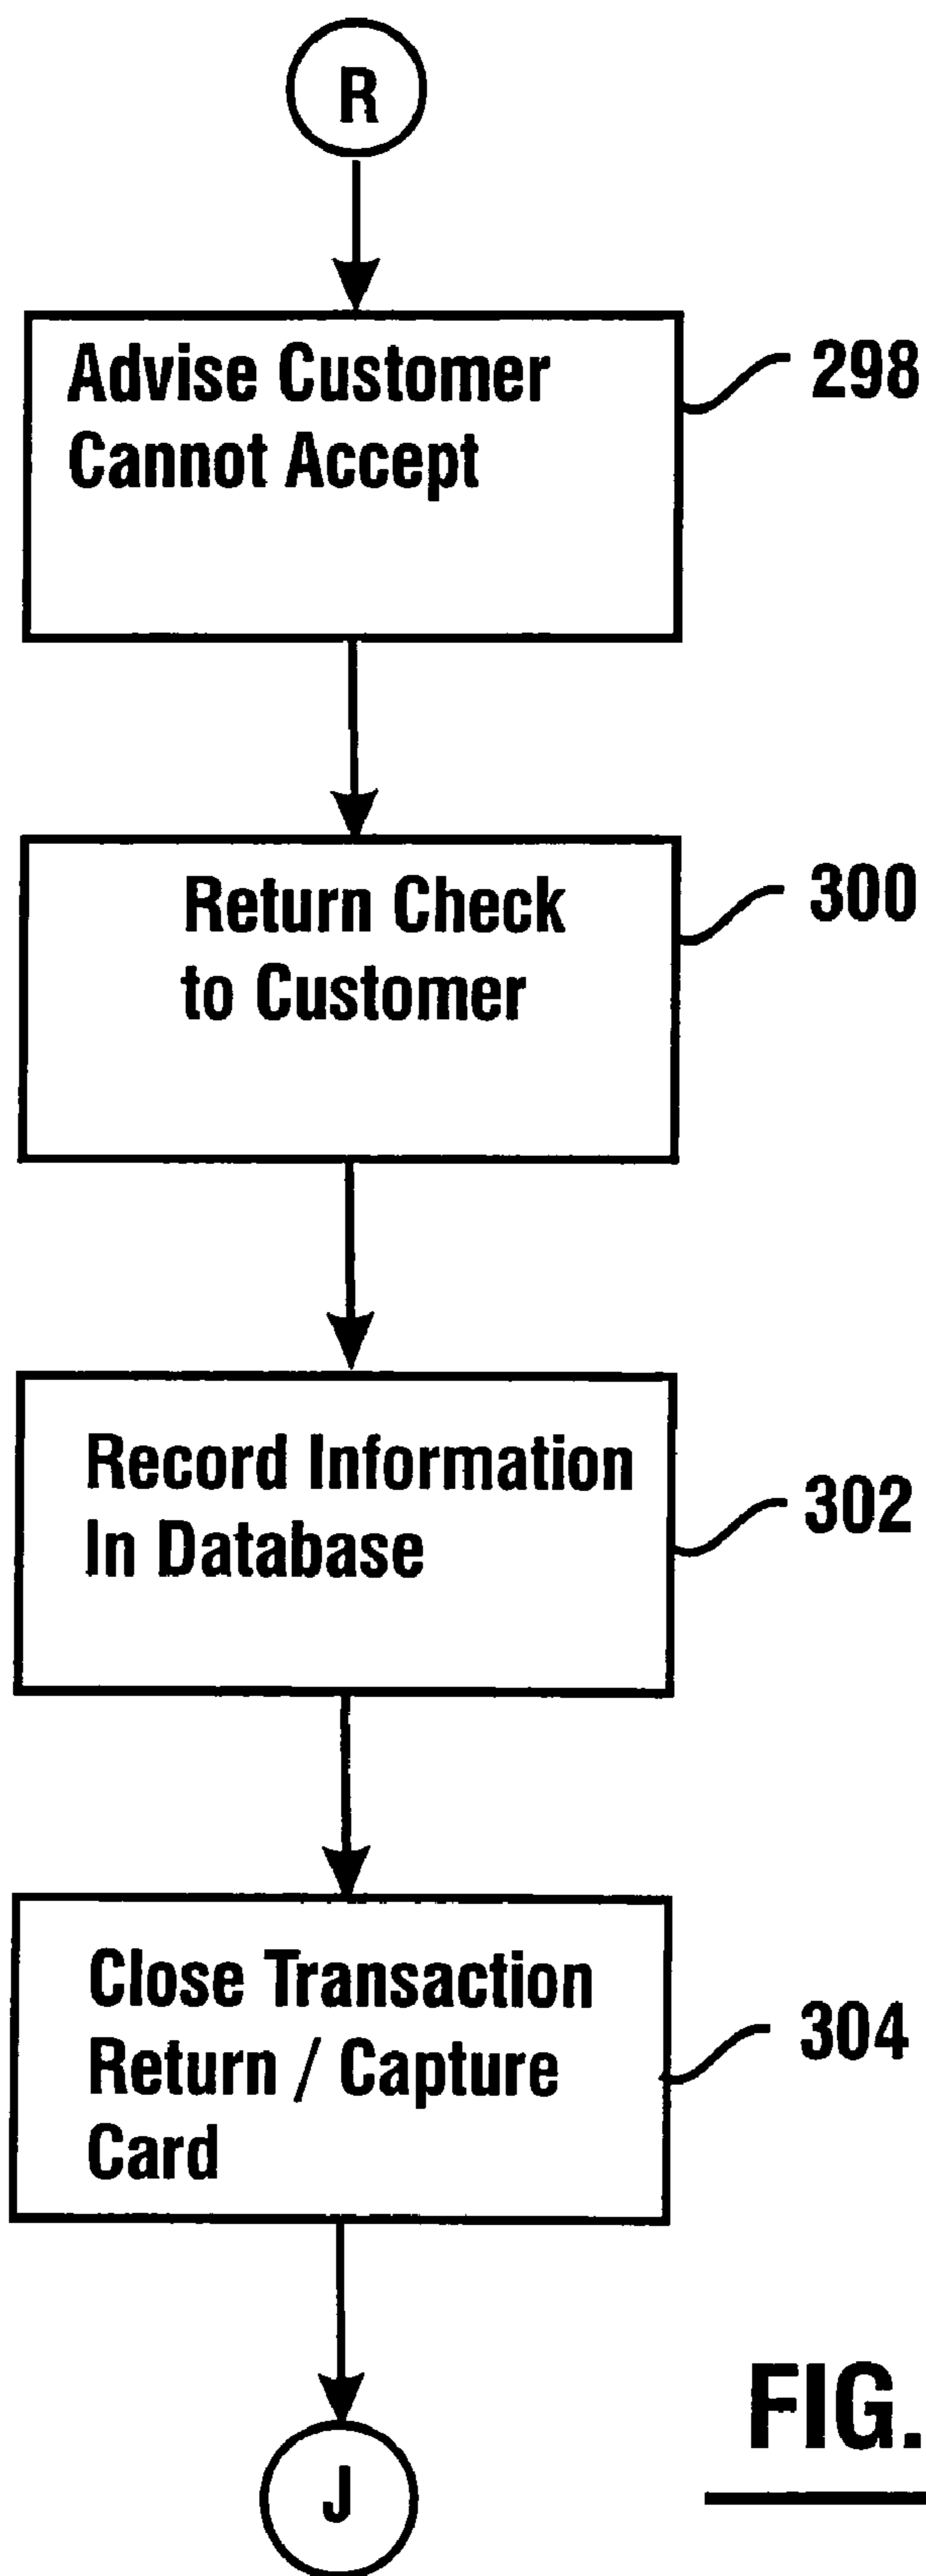 R
Advise Customer
Cannot Accept
298
Return Check
to Customer
300
Record Information
In Database
302
Close Transaction
Return / Capture
Card
304
J
FIG.